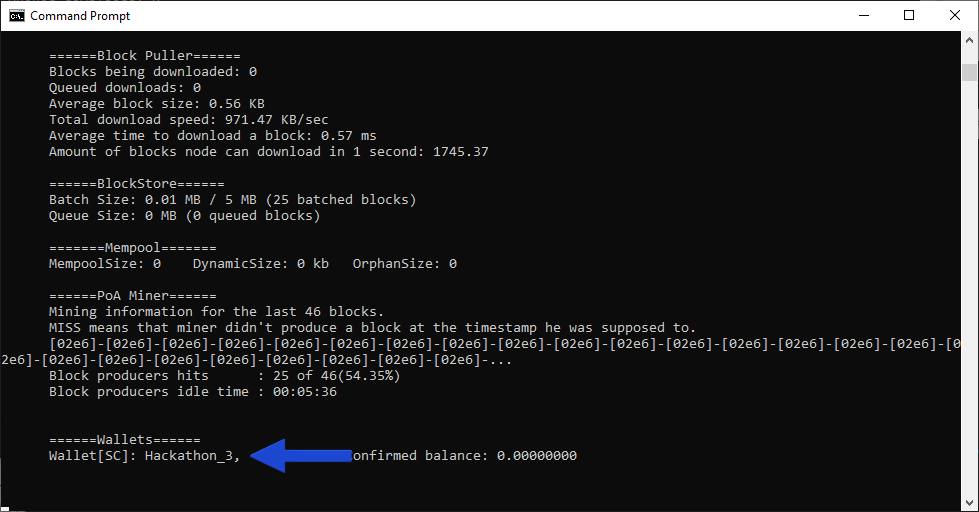 Command Prompt
======Block Puller======
Blocks being downloaded: 0
Queued downloads: 0
Average block size: 0.56 KB
Total download speed: 971.47 KB/sec
Average time to download a block: 0.57 ms
Amount of blocks node can download in 1 second: 1745.37
======BlockStore======
Batch Size: 0.01 MB / 5 MB (25 batched blocks)
Queue Size: 0 MB (0 queued blocks)
=======Mempool=======
MempoolSize: 0    DynamicSize: 0 kb   OrphanSize: 0
======PoA Miner======
Mining information for the last 46 blocks.
MISS means that miner didn't produce a block at the timestamp he was supposed to.
[02e6]-[02e6]-[02e6]-[02e6]-[02e6]-[02e6]-[02e6]-[02e6]-[02e6]-[02e6]-[02e6]-[02e6]-[02e6]-[02e6]-[02e6]-[02e6]-[0
2e6]-[02e6]-[02e6]-[02e6]-[02e6]-[02e6]-[02e6]-[02e6]-[02e6]-...
Block producers hits      : 25 of 46(54.35%)
Block producers idle time : 00:05:36
======Wallets======
Wallet[SC]: Hackathon_3, onfirmed balance: 0.00000000